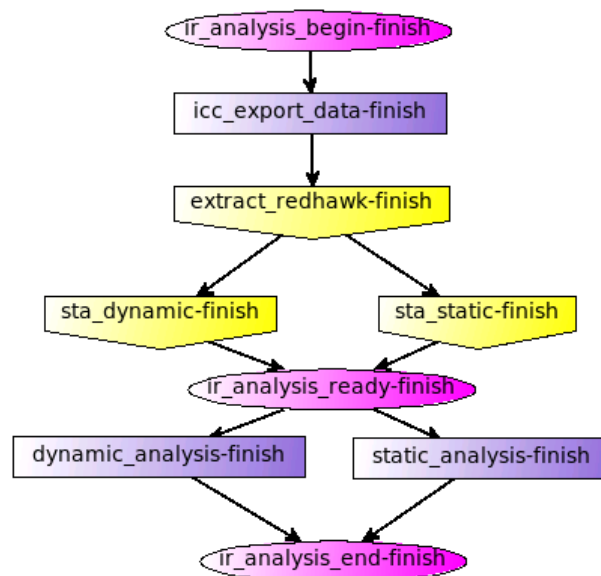 ir_analysis_begin-finish
icc_export_data-finish
extract_redhawk-finish
sta_dynamic-finish
sta_static-finish
ir_analysis_ready-finish
dynamic_analysis-finish
static_analysis-finish
ir_analysis_end-finish